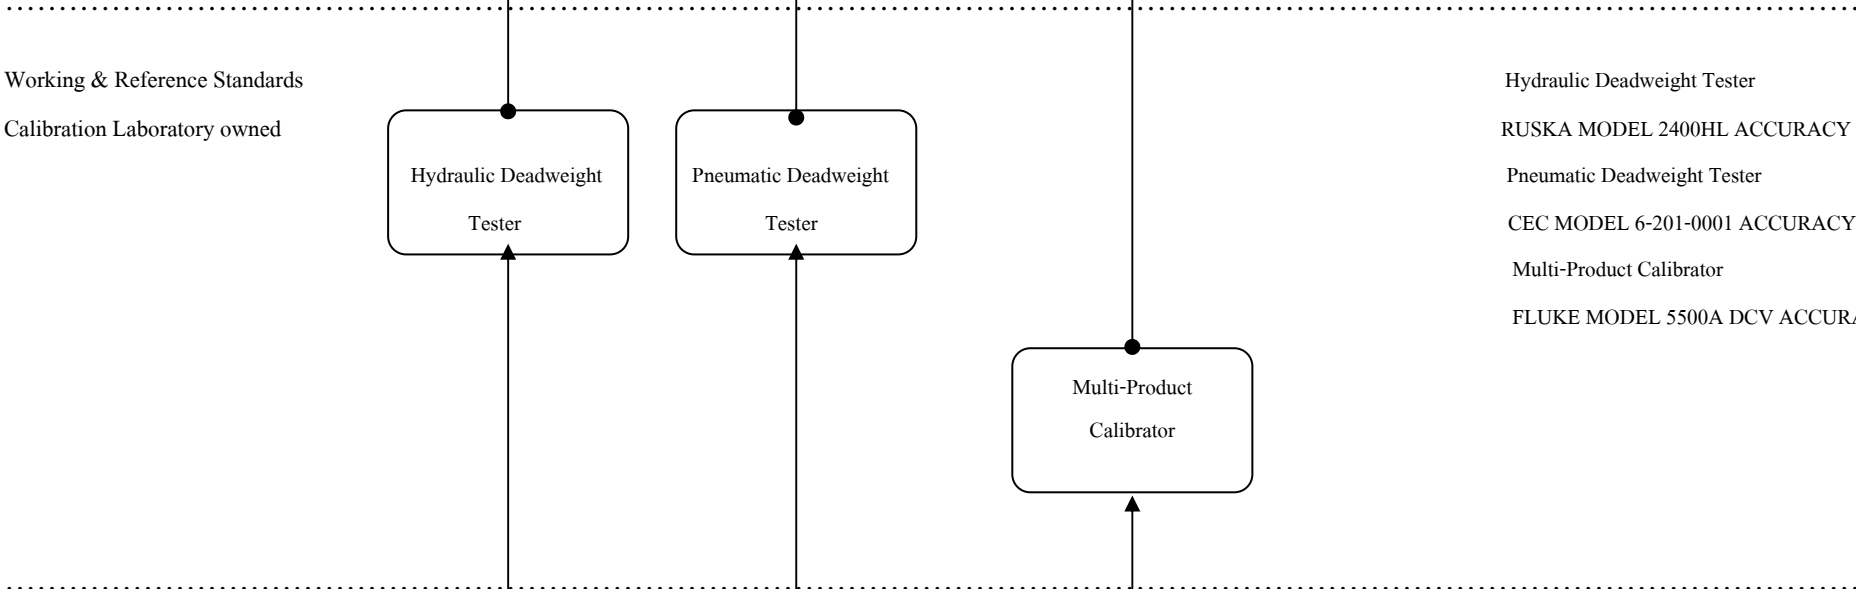 Working & Reference Standards
Calibration Laboratory owned
Hydraulic Deadweight
Tester
Pneumatic Deadweight
Tester
Multi-Product
Calibrator
Hydraulic Deadweight Tester
RUSKA MODEL 2400HL ACCURACY
Pneumatic Deadweight Tester
CEC MODEL 6-201-0001 ACCURACY
Multi-Product Calibrator
FLUKE MODEL 5500A DCV